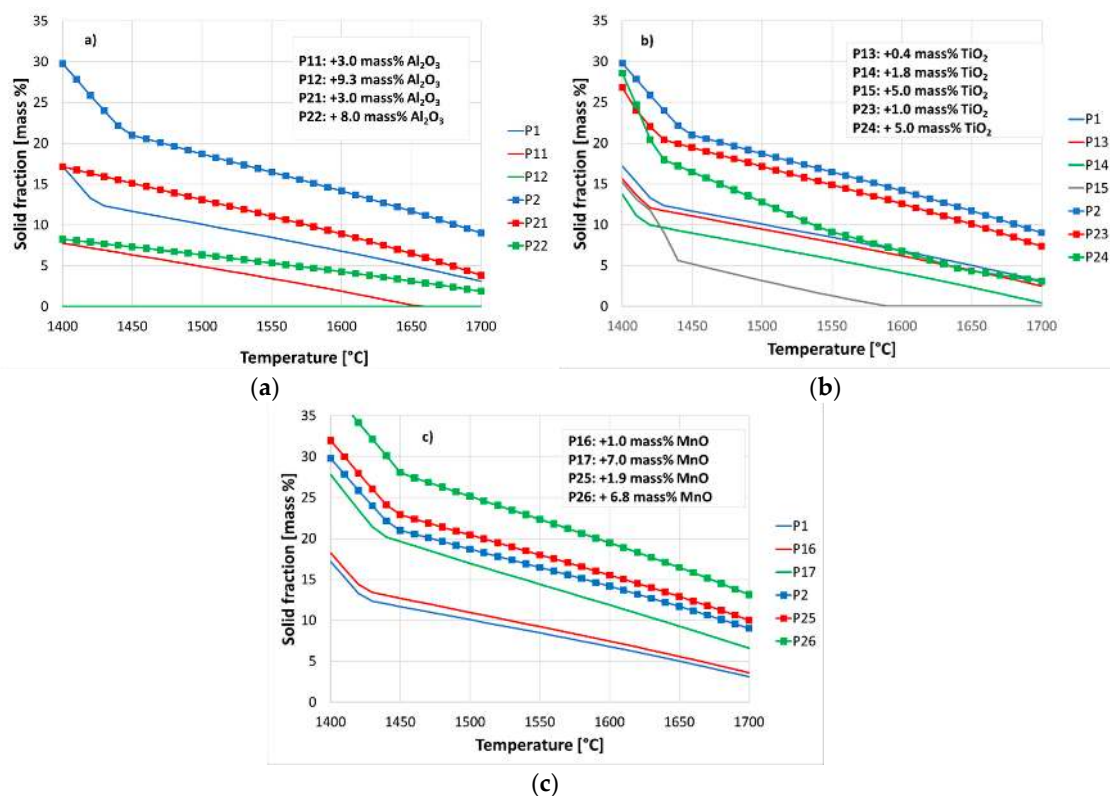 a)
P11: +3.0 mass% Al₂O₃
P12: +9.3 mass% Al₂O₃
P21: +3.0 mass% Al₂O₃
P22: + 8.0 mass% Al₂O₃
Solid fraction [mass %]
35
30
25
20
15
10
5
0
1400 1450 1500 1550 1600 1650 1700
Temperature [°C]
P1
P11
P12
P2
P21
P22
(a)
b)
P13: +0.4 mass% TiO₂
P14: +1.8 mass% TiO₂
P15: +5.0 mass% TiO₂
P23: +1.0 mass% TiO₂
P24: + 5.0 mass% TiO₂
Solid fraction [mass %]
35
30
25
20
15
10
5
0
1400 1450 1500 1550 1600 1650 1700
Temperature [°C]
P1
P13
P14
P15
P2
P23
P24
(b)
c)
P16: +1.0 mass% MnO
P17: +7.0 mass% MnO
P25: +1.9 mass% MnO
P26: + 6.8 mass% MnO
Solid fraction [mass %]
35
30
25
20
15
10
5
0
1400 1450 1500 1550 1600 1650 1700
Temperature [°C]
P1
P16
P17
P2
P25
P26
(c)